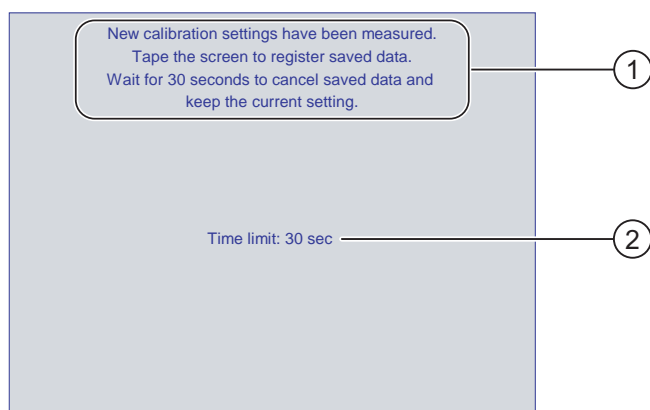 New calibration settings have been measured.
Tape the screen to register saved data.
Wait for 30 seconds to cancel saved data and
keep the current setting.
1
Time limit: 30 sec
2